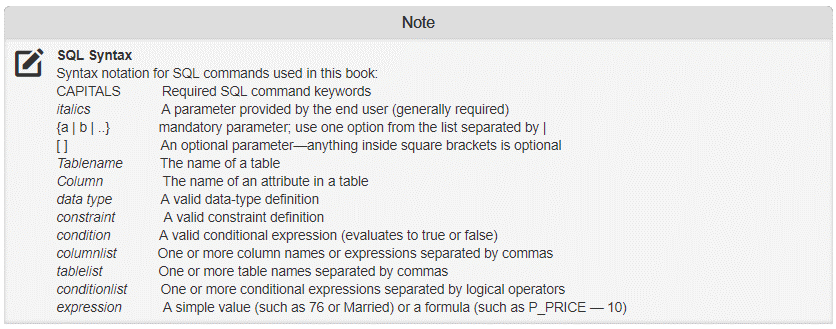 Note
SQL Syntax
Syntax notation for SQL commands used in this book:
CAPITALS Required SQL command keywords
italics A parameter provided by the end user (generally required)
{a | b | ..} mandatory parameter; use one option from the list separated by |
[ ] An optional parameter—anything inside square brackets is optional
Tablename The name of a table
Column The name of an attribute in a table
data type A valid data-type definition
constraint A valid constraint definition
condition A valid conditional expression (evaluates to true or false)
columnlist One or more column names or expressions separated by commas
tablelist One or more table names separated by commas
conditionlist One or more conditional expressions separated by logical operators
expression A simple value (such as 76 or Married) or a formula (such as P_PRICE — 10)